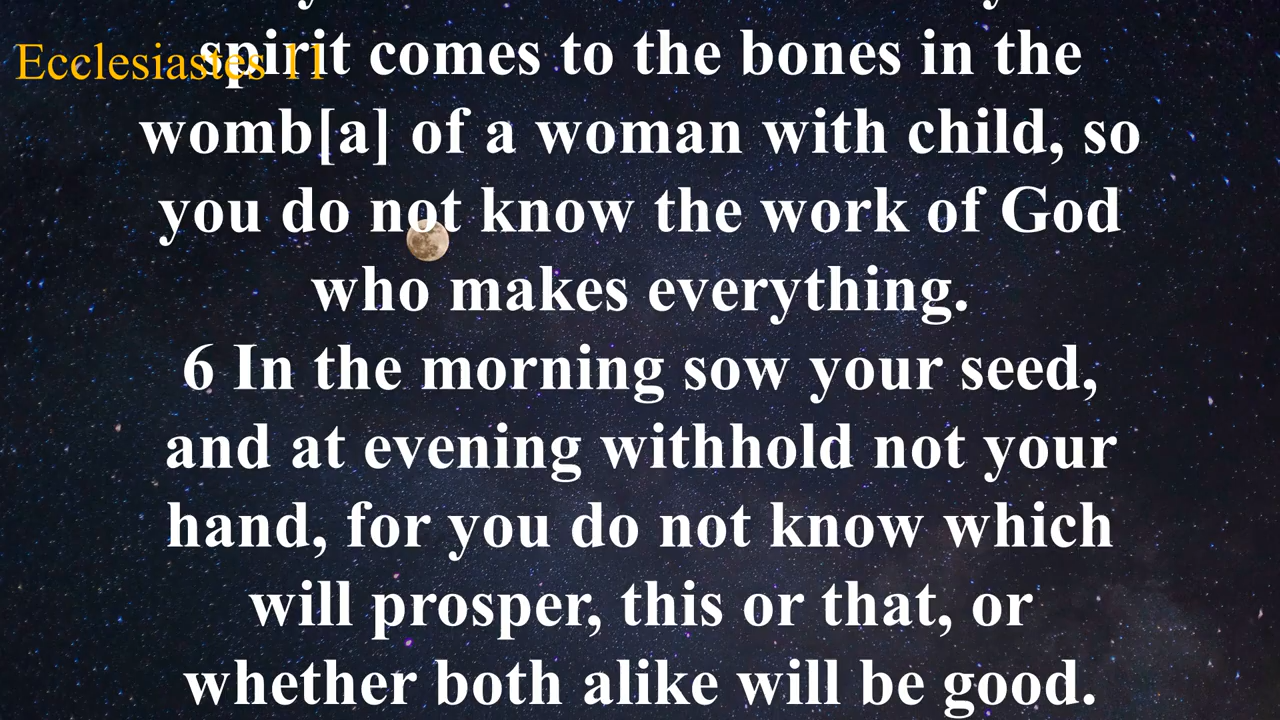 Ecclesiastes 11
spirit comes to the bones in the
womb[a] of a woman with child, so
you do not know the work of God
who makes everything.
6 In the morning sow your seed,
and at evening withhold not your
hand, for you do not know which
will prosper, this or that, or
whether both alike will be good.